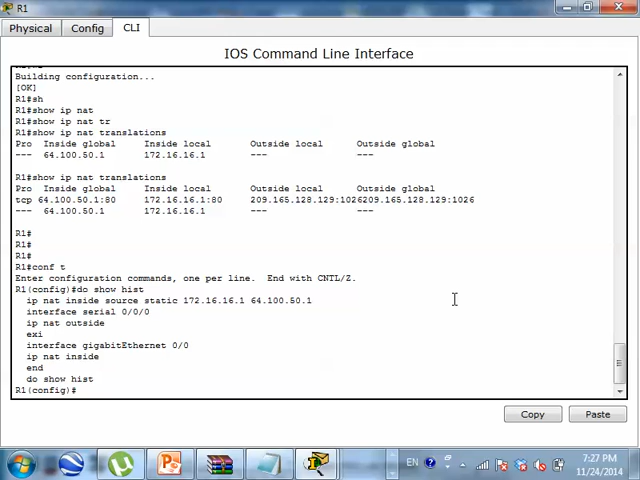 R1
Physical
Config
CLI
IOS Command Line Interface
Building configuration...
[OK]
R1#sh
R1#show ip nat
R1#show ip nat tr
R1#show ip nat translations
Pro  Inside global     Inside local       Outside local      Outside global
---  64.100.50.1       172.16.16.1        ---                ---
R1#show ip nat translations
Pro  Inside global     Inside local       Outside local      Outside global
tcp 64.100.50.1:80     172.16.16.1:80     209.165.128.129:1026209.165.128.129:1026
---  64.100.50.1       172.16.16.1        ---                ---
R1#
R1#
R1#
R1#conf t
Enter configuration commands, one per line.  End with CNTL/Z.
R1(config)#do show hist
  ip nat inside source static 172.16.16.1 64.100.50.1
  interface serial 0/0/0
  ip nat outside
  exi
  interface gigabitEthernet 0/0
  ip nat inside
  end
  do show hist
R1(config)#
Copy
Paste
EN
7:27 PM
11/24/2014